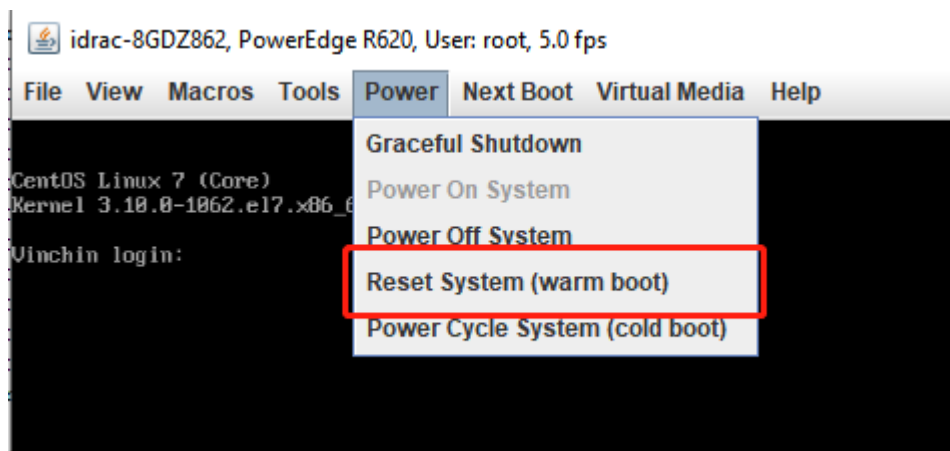 idrac-8GDZ862, PowerEdge R620, User: root, 5.0 fps
File View Macros Tools Power Next Boot Virtual Media Help
Graceful Shutdown
CentOS Linux 7 (Core)
Power On System
Kernel 3.10.0-1062.el7.x86_6
Power Off System
Vinchin login:
Reset System (warm boot)
Power Cycle System (cold boot)